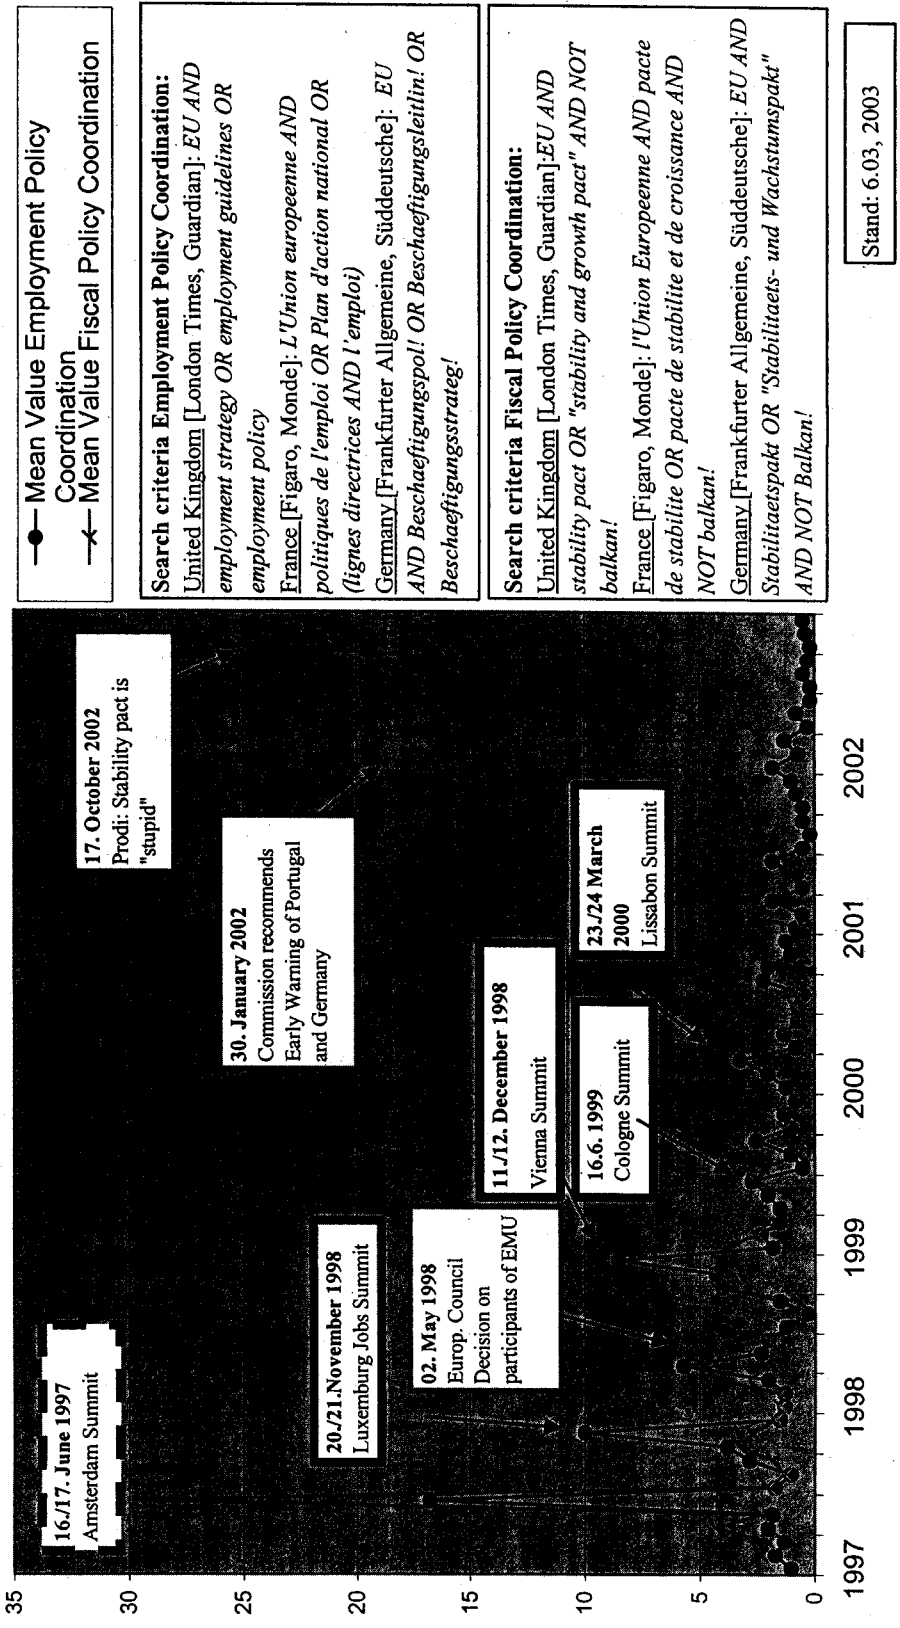 Mean Value Employment Policy
Coordination
Mean Value Fiscal Policy Coordination
Search criteria Employment Policy Coordination:
United Kingdom [London Times, Guardian]: EU AND
employment strategy OR employment guidelines OR
employment policy
France [Figaro, Monde]: L'Union europeenne AND
politiques de l'emploi OR Plan d'action national OR
(lignes directrices AND l'emploi)
Germany [Frankfurter Allgemeine, Süddeutsche]: EU
AND Beschaeftigungspol! OR Beschaeftigungsleitlin! OR
Beschaeftigungsstrateg!
Search criteria Fiscal Policy Coordination:
United Kingdom [London Times, Guardian]:EU AND
stability pact OR "stability and growth pact" AND NOT
balkan!
France [Figaro, Monde]: l'Union Europeenne AND pacte
de stabilite OR pacte de stabilite et de croissance AND
NOT balkan!
Germany [Frankfurter Allgemeine, Süddeutsche]: EU AND
Stabilitaetspakt OR "Stabilitaets- und Wachstumspakt"
AND NOT Balkan!
Stand: 6.03, 2003
16./17. June 1997
Amsterdam Summit
20./21.November 1998
Luxemburg Jobs Summit
02. May 1998
Europ. Council
Decision on
participants of EMU
11./12. December 1998
Vienna Summit
16.6. 1999
Cologne Summit
23./24 March
2000
Lissabon Summit
30. January 2002
Commission recommends
Early Warning of Portugal
and Germany
17. October 2002
Prodi: Stability pact is
"stupid"
35
30
25
20
15
10
5
0
1997
1998
1999
2000
2001
2002